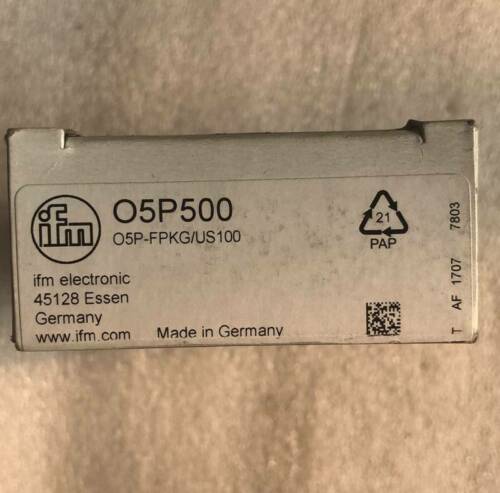 ifm
O5P500
O5P-FPKG/US100
ifm electronic
45128 Essen
Germany
www.ifm.com Made in Germany
21
PAP
T AF 1707 7803